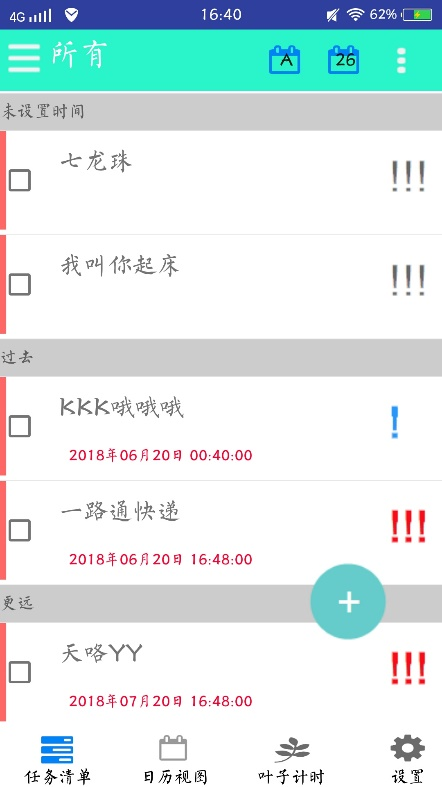 4G 16:40 62%
所有 A 26
未设置时间
七龙珠 !!!
我叫你起床 !!!
过去
KKK哦哦哦 !
2018年06月20日 00:40:00
一路通快递 !!!
2018年06月20日 16:48:00
更远
+
天咯YY !!!
2018年07月20日 16:48:00
任务清单 日历视图 叶子计时 设置